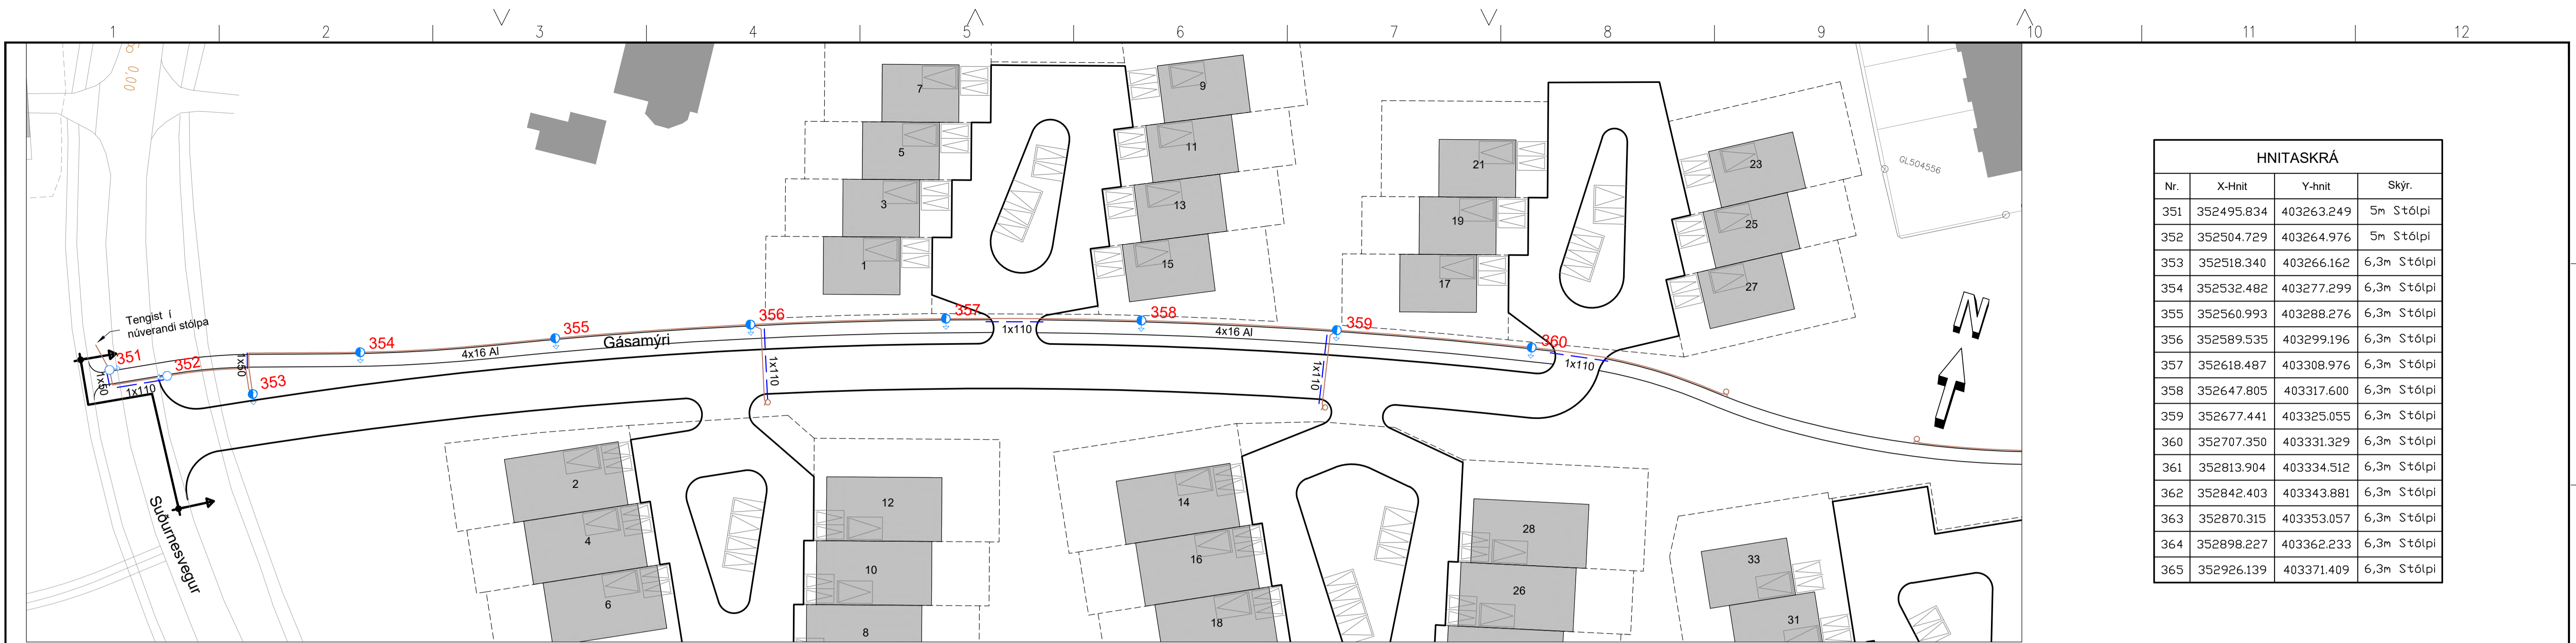 1 2 3 4 5 6 7 8 9 10 11 12
0,00
7
9
5
11
21
23
3
13
19
25
1
15
17
27
GL504556
Tengist í
núverandi stólpa
351
352
353
354
355
356
357
358
359
360
1x50
1x110
1x50
4x16 Al
Gásamýri
1x110
1x110
4x16 Al
1x110
1x110
Suðurnesvegur
N
2
4
6
12
10
8
14
16
18
28
26
33
31
HNITASKRÁ
Nr. X-Hnit Y-hnit Skýr.
351 352495.834 403263.249 5m Stólpi
352 352504.729 403264.976 5m Stólpi
353 352518.340 403266.162 6,3m Stólpi
354 352532.482 403277.299 6,3m Stólpi
355 352560.993 403288.276 6,3m Stólpi
356 352589.535 403299.196 6,3m Stólpi
357 352618.487 403308.976 6,3m Stólpi
358 352647.805 403317.600 6,3m Stólpi
359 352677.441 403325.055 6,3m Stólpi
360 352707.350 403331.329 6,3m Stólpi
361 352813.904 403334.512 6,3m Stólpi
362 352842.403 403343.881 6,3m Stólpi
363 352870.315 403353.057 6,3m Stólpi
364 352898.227 403362.233 6,3m Stólpi
365 352926.139 403371.409 6,3m Stólpi